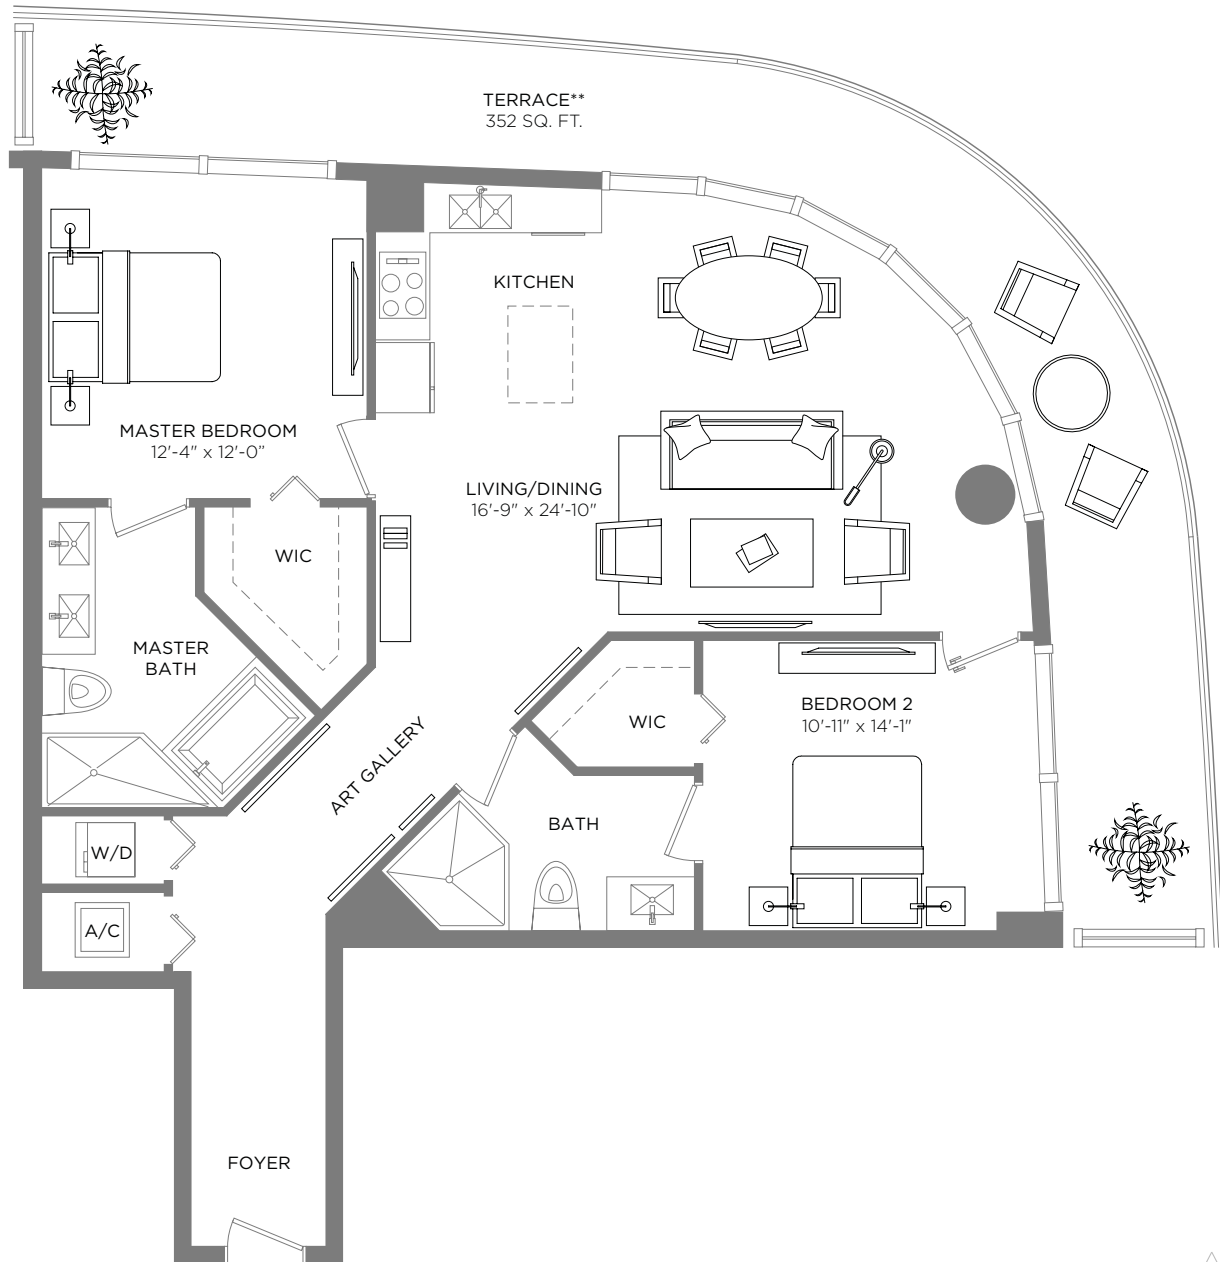 TERRACE**
352 SQ. FT.
KITCHEN
MASTER BEDROOM
12'-4" x 12'-0”
LIVING/DINING
16'-9" x 24'-10"
WIC
MASTER
BATH
WIC
BEDROOM 2
10'-11" x 14'-1"
ART GALLERY
BATH
W/D
A/C
FOYER